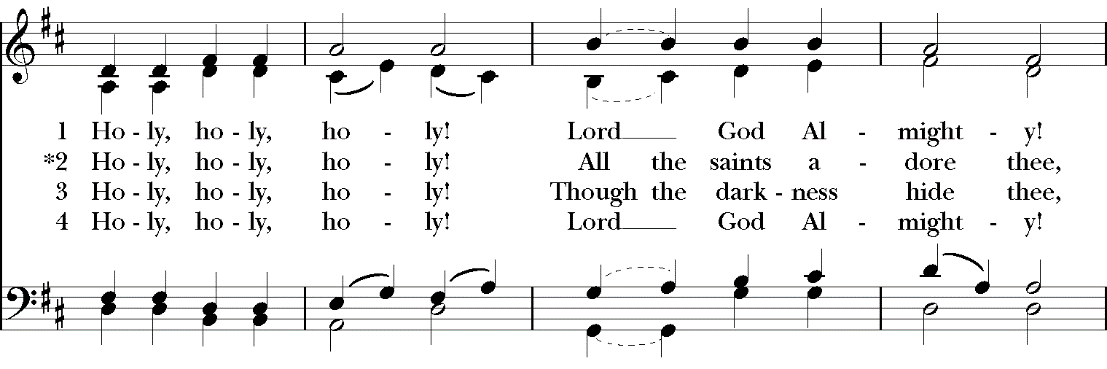 1 Ho - ly, ho - ly, ho - ly! Lord God Al - might - y!
*2 Ho - ly, ho - ly, ho - ly! All the saints a - dore thee,
3 Ho - ly, ho - ly, ho - ly! Though the dark - ness hide thee,
4 Ho - ly, ho - ly, ho - ly! Lord God Al - might - y!